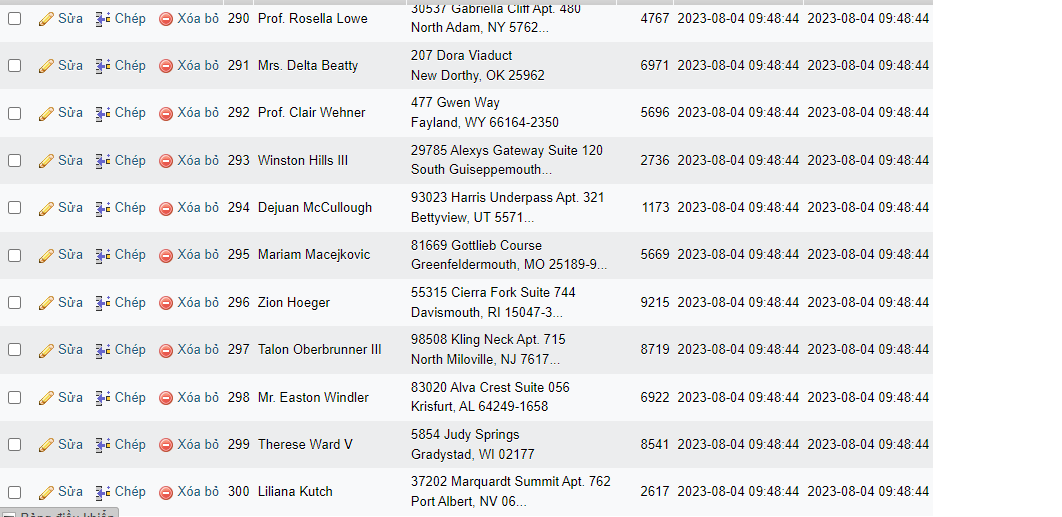 30537 Gabriella Cliff Apt. 480
Sửa Chép Xóa bỏ 290 Prof. Rosella Lowe 4767 2023-08-04 09:48:44 2023-08-04 09:48:44
North Adam, NY 5762...
207 Dora Viaduct
Sửa Chép Xóa bỏ 291 Mrs. Delta Beatty 6971 2023-08-04 09:48:44 2023-08-04 09:48:44
New Dorthy, OK 25962
477 Gwen Way
Sửa Chép Xóa bỏ 292 Prof. Clair Wehner 5696 2023-08-04 09:48:44 2023-08-04 09:48:44
Fayland, WY 66164-2350
29785 Alexys Gateway Suite 120
Sửa Chép Xóa bỏ 293 Winston Hills III 2736 2023-08-04 09:48:44 2023-08-04 09:48:44
South Guiseppemouth...
93023 Harris Underpass Apt. 321
Sửa Chép Xóa bỏ 294 Dejuan McCullough 1173 2023-08-04 09:48:44 2023-08-04 09:48:44
Bettyview, UT 5571...
81669 Gottlieb Course
Sửa Chép Xóa bỏ 295 Mariam Macejkovic 5669 2023-08-04 09:48:44 2023-08-04 09:48:44
Greenfeldermouth, MO 25189-9...
55315 Cierra Fork Suite 744
Sửa Chép Xóa bỏ 296 Zion Hoeger 9215 2023-08-04 09:48:44 2023-08-04 09:48:44
Davismouth, RI 15047-3...
98508 Kling Neck Apt. 715
Sửa Chép Xóa bỏ 297 Talon Oberbrunner III 8719 2023-08-04 09:48:44 2023-08-04 09:48:44
North Miloville, NJ 7617...
83020 Alva Crest Suite 056
Sửa Chép Xóa bỏ 298 Mr. Easton Windler 6922 2023-08-04 09:48:44 2023-08-04 09:48:44
Krisfurt, AL 64249-1658
5854 Judy Springs
Sửa Chép Xóa bỏ 299 Therese Ward V 8541 2023-08-04 09:48:44 2023-08-04 09:48:44
Gradystad, WI 02177
37202 Marquardt Summit Apt. 762
Sửa Chép Xóa bỏ 300 Liliana Kutch 2617 2023-08-04 09:48:44 2023-08-04 09:48:44
Port Albert, NV 06...
Bảng điều khiển